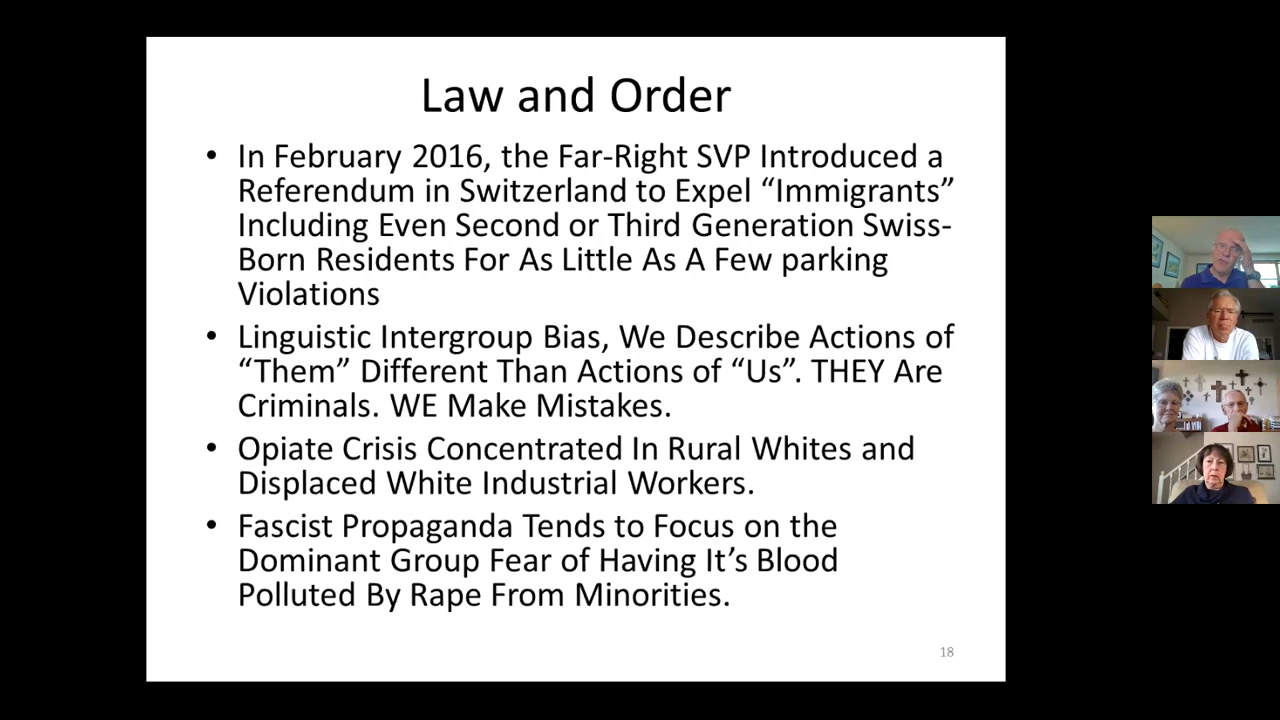 Law and Order
• In February 2016, the Far-Right SVP Introduced a
Referendum in Switzerland to Expel “Immigrants”
Including Even Second or Third Generation Swiss-
Born Residents For As Little As A Few parking
Violations
• Linguistic Intergroup Bias, We Describe Actions of
“Them” Different Than Actions of “Us”. THEY Are
Criminals. WE Make Mistakes.
• Opiate Crisis Concentrated In Rural Whites and
Displaced White Industrial Workers.
• Fascist Propaganda Tends to Focus on the
Dominant Group Fear of Having It’s Blood
Polluted By Rape From Minorities.
18